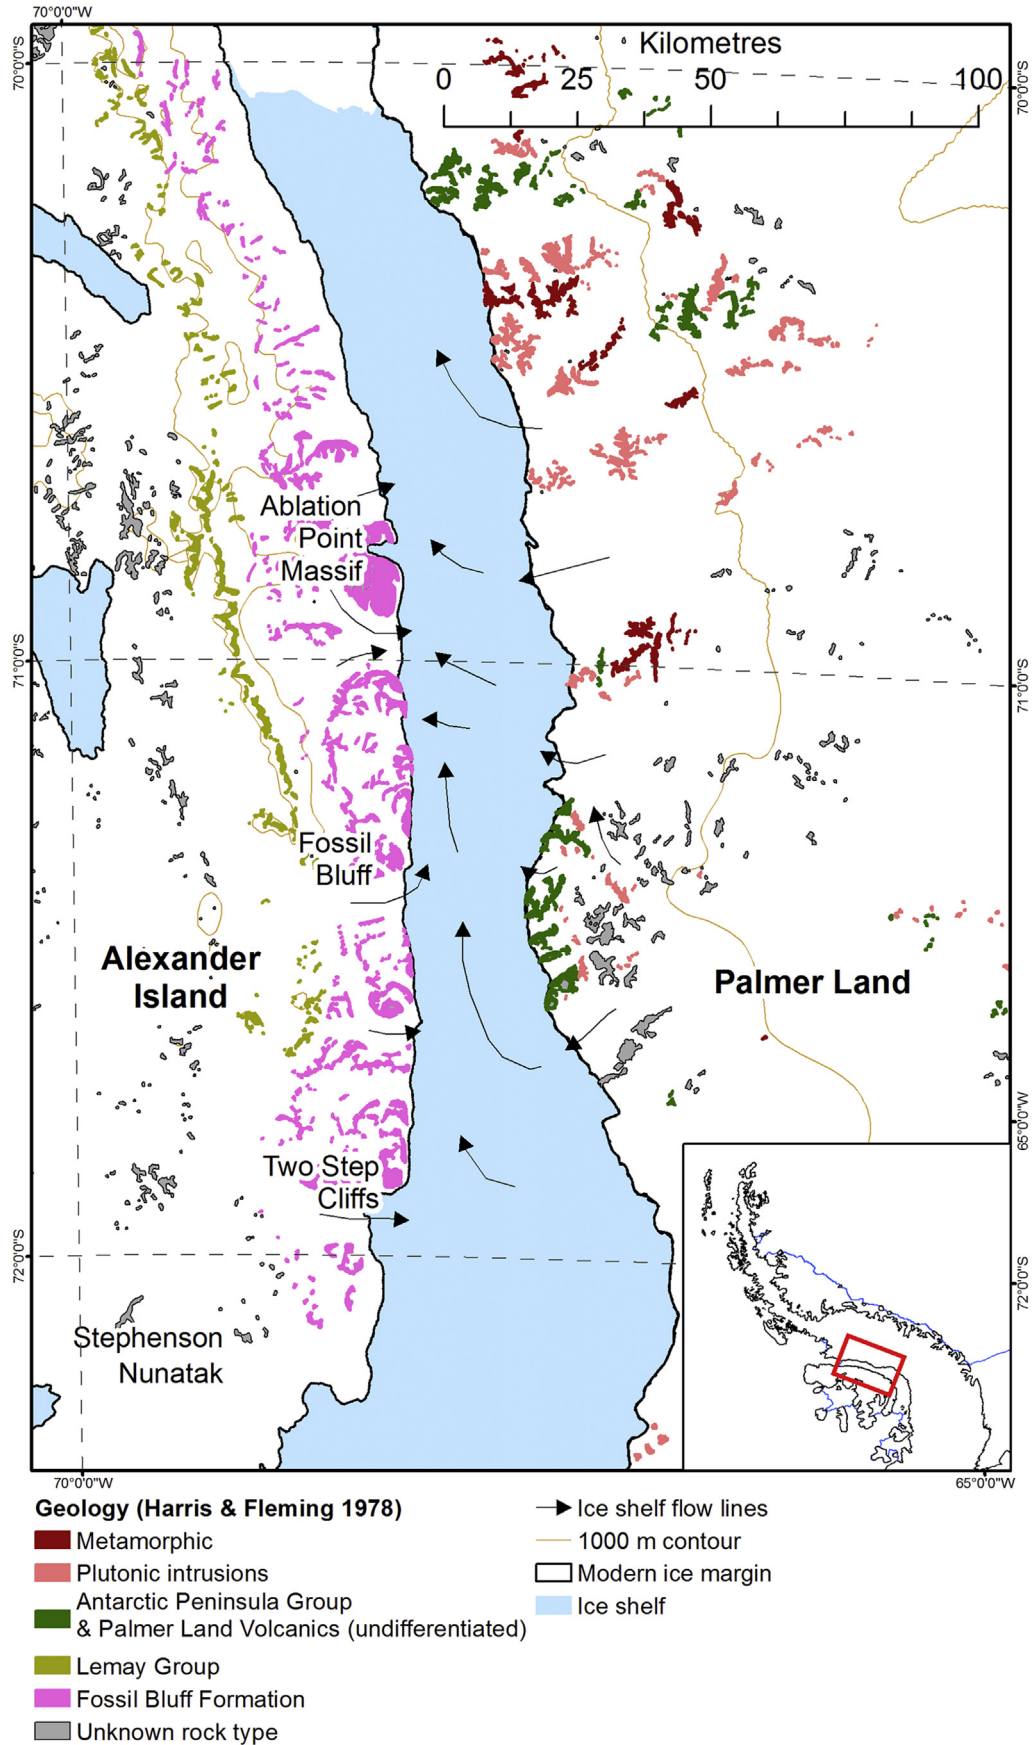 70°0'0"W
Kilometres
0 25 50 100
70°0'0"S
70°0'0"S
Ablation
Point
Massif
71°0'0"S
71°0'0"S
Fossil
Bluff
Alexander
Island
Palmer Land
65°0'0"W
Two Step
Cliffs
72°0'0"S
72°0'0"S
Stephenson
Nunatak
70°0'0"W
65°0'0"W
Geology (Harris & Fleming 1978)
Metamorphic
Plutonic intrusions
Antarctic Peninsula Group
& Palmer Land Volcanics (undifferentiated)
Lemay Group
Fossil Bluff Formation
Unknown rock type
Ice shelf flow lines
1000 m contour
Modern ice margin
Ice shelf